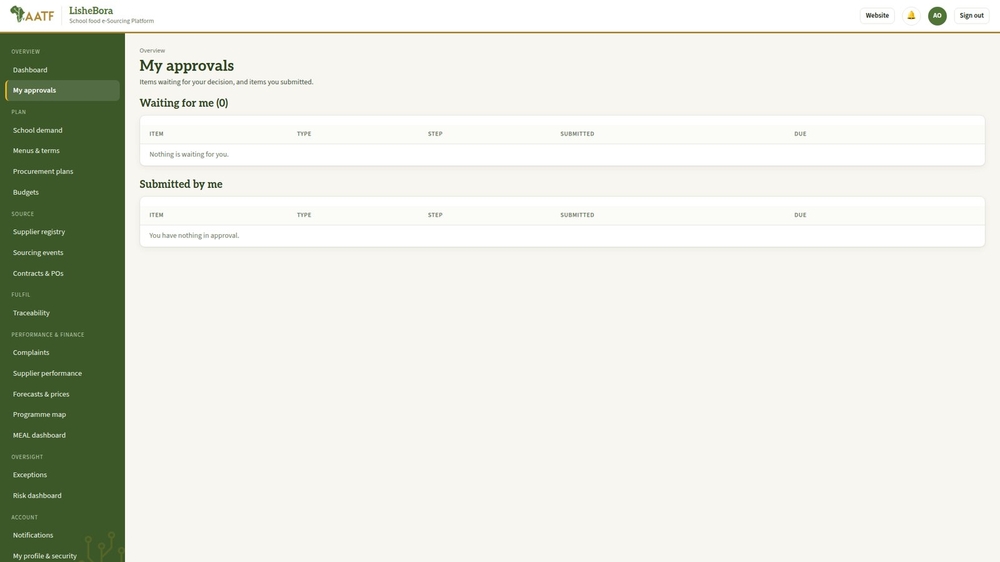 AATF
LisheBora
School food e-Sourcing Platform
Website
AO
Sign out
OVERVIEW
Dashboard
My approvals
PLAN
School demand
Menus & terms
Procurement plans
Budgets
SOURCE
Supplier registry
Sourcing events
Contracts & POs
FULFIL
Traceability
PERFORMANCE & FINANCE
Complaints
Supplier performance
Forecasts & prices
Programme map
MEAL dashboard
OVERSIGHT
Exceptions
Risk dashboard
ACCOUNT
Notifications
My profile & security
Overview
My approvals
Items waiting for your decision, and items you submitted.
Waiting for me (0)
ITEM TYPE STEP SUBMITTED DUE
Nothing is waiting for you.
Submitted by me
ITEM TYPE STEP SUBMITTED DUE
You have nothing in approval.